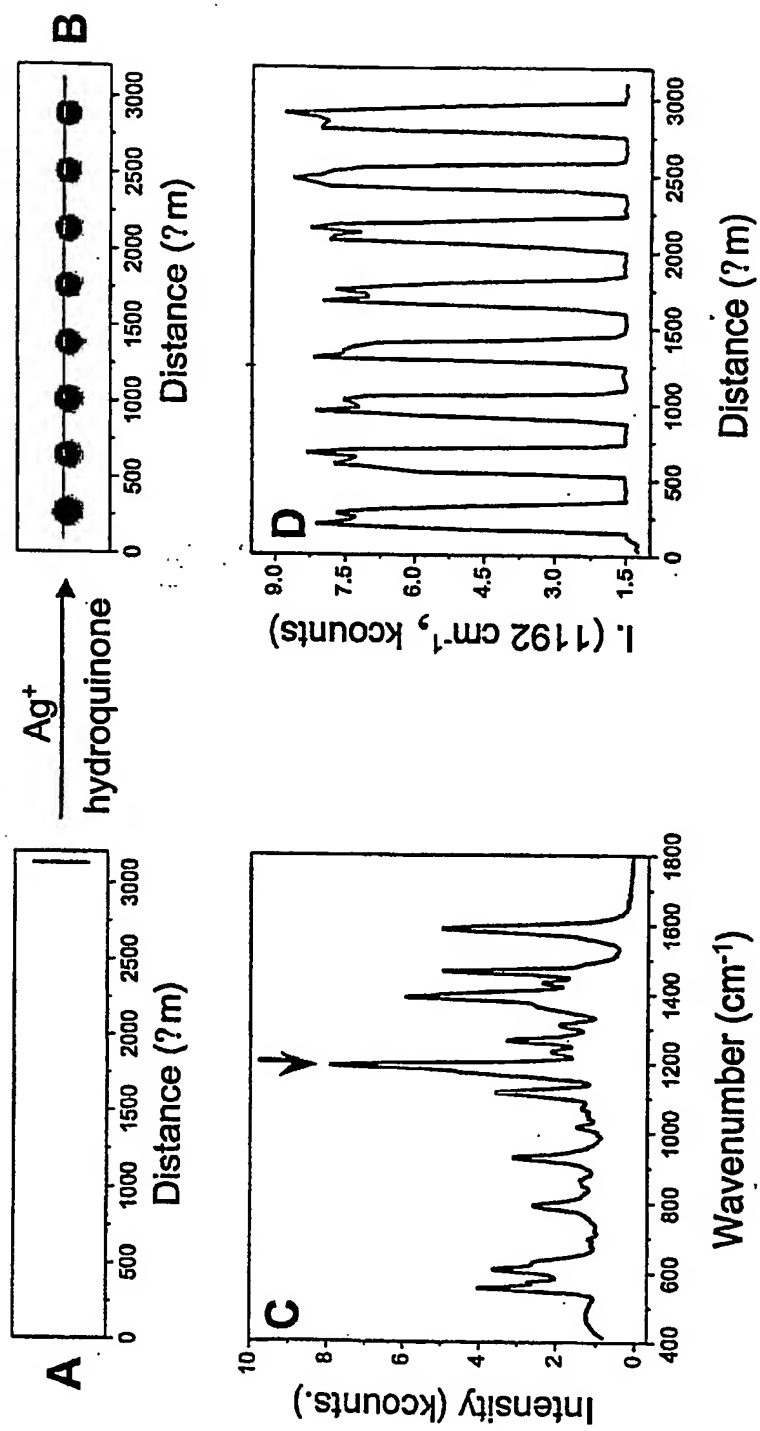 A
0 500 1000 1500 2000 2500 3000
Distance (?m)
Ag+
hydroquinone
B
0 500 1000 1500 2000 2500 3000
Distance (?m)
C
10
8
6
4
2
0
Intensity (kcounts.)
400 600 800 1000 1200 1400 1600 1800
Wavenumber (cm-1)
D
9.0
7.5
6.0
4.5
3.0
1.5
I. (1192 cm-1, kcounts)
0 500 1000 1500 2000 2500 3000
Distance (?m)